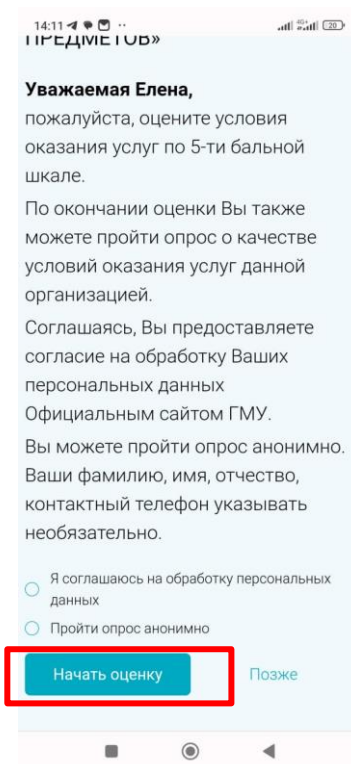 14:11
4G+
20
ПРЕДМЕТОВ»
Уважаемая Елена,
пожалуйста, оцените условия
оказания услуг по 5-ти бальной
шкале.
По окончании оценки Вы также
можете пройти опрос о качестве
условий оказания услуг данной
организацией.
Соглашаясь, Вы предоставляете
согласие на обработку Ваших
персональных данных
Официальным сайтом ГМУ.
Вы можете пройти опрос анонимно.
Ваши фамилию, имя, отчество,
контактный телефон указывать
необязательно.
Я соглашаюсь на обработку персональных
данных
Пройти опрос анонимно
Начать оценку
Позже